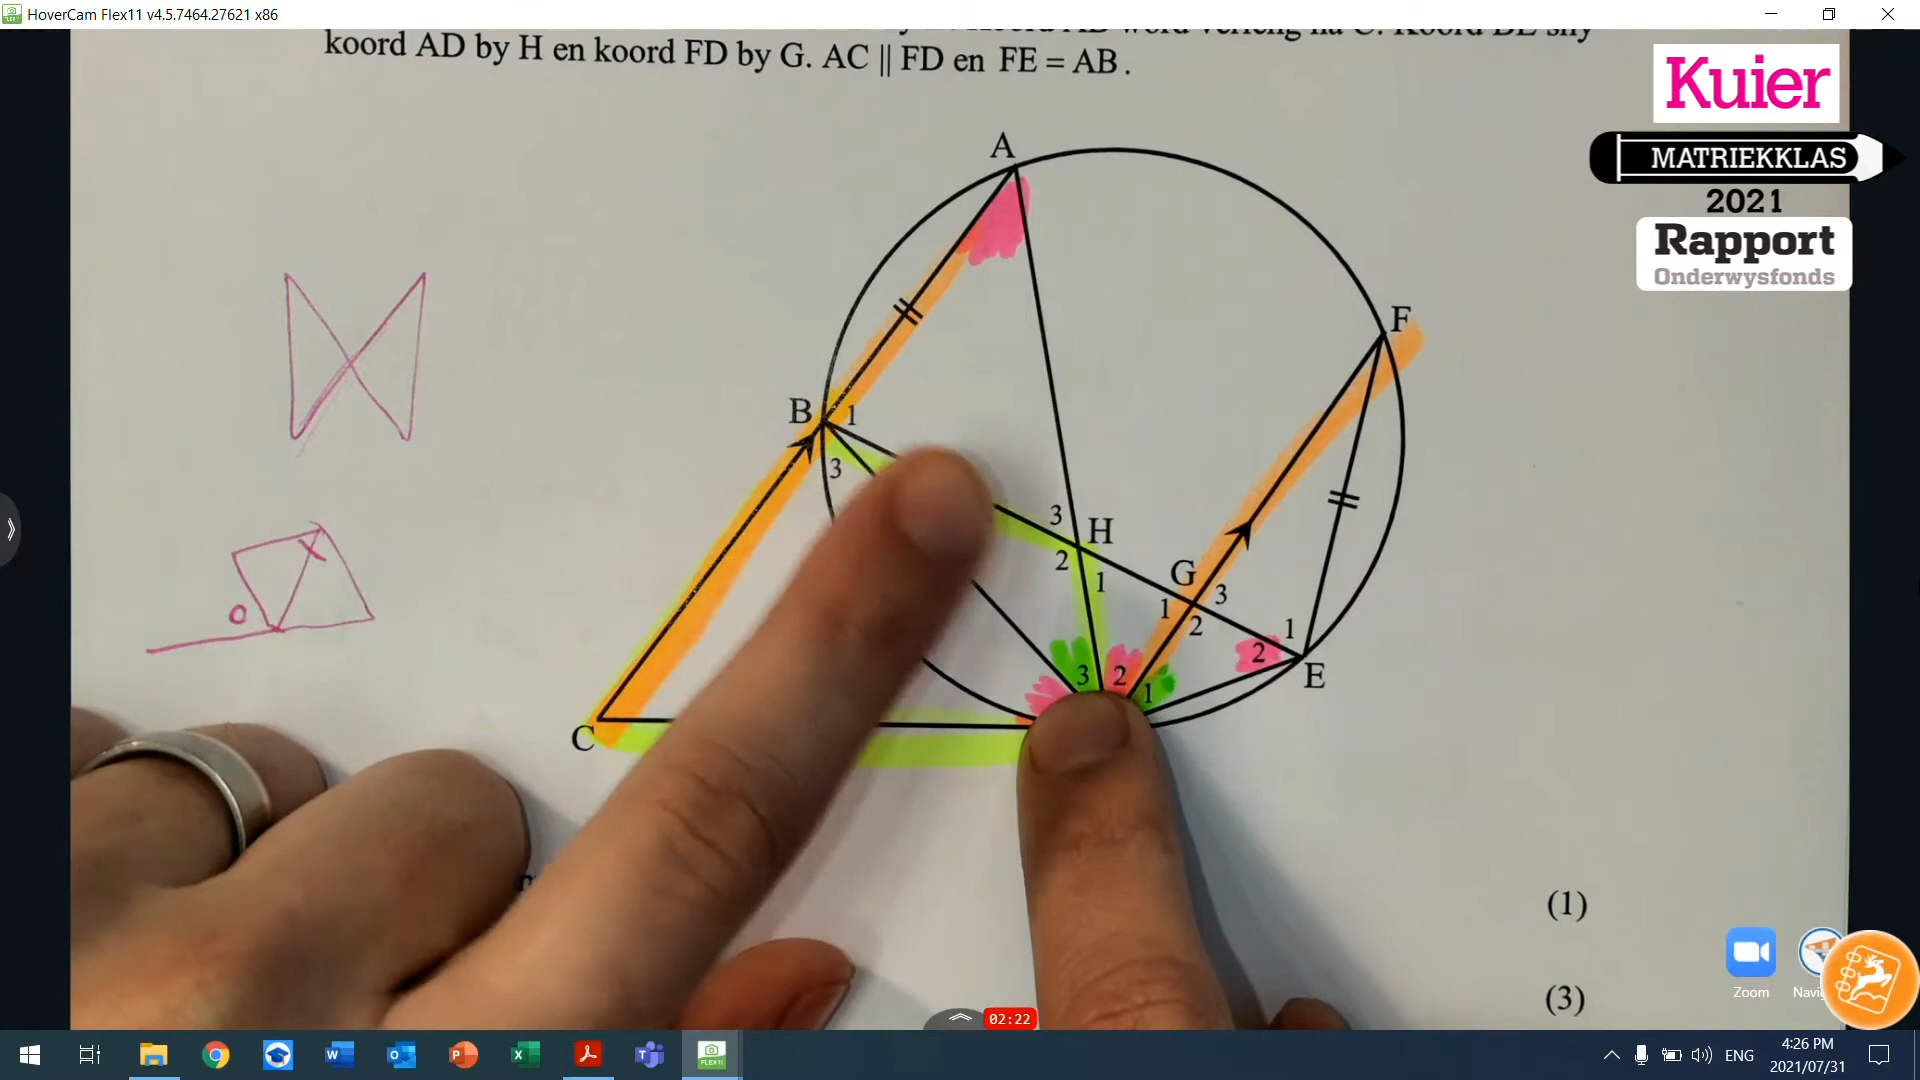 HoverCam Flex11 v4.5.7464.27621 x86
koord AD by H en koord FD by G. AC || FD en FE = AB.
Kuier
MATRIEKKLAS
2021
Rapport
Onderwysfonds
A
F
B 1
3
3 H
2 1
G
1 3
2
1
2
E
3 2 1
C
X
O
(1)
(3)
Zoom
02:22
ENG
4:26 PM
2021/07/31